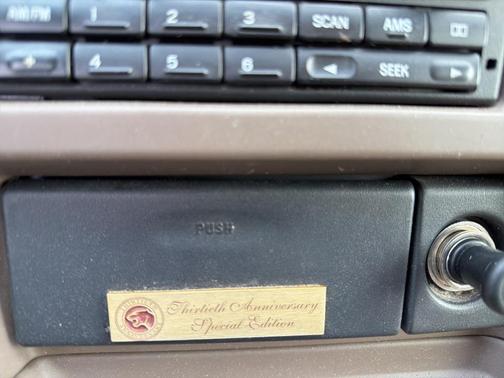 AM/FM 1 2 3 SCAN AMS
+ 4 5 6 SEEK
PUSH
Thirtieth Anniversary
Special Edition